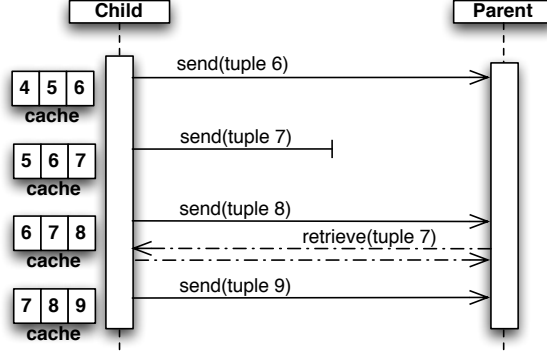 Child Parent
send(tuple 6)
4 5 6
cache
send(tuple 7)
5 6 7
cache
send(tuple 8)
6 7 8
retrieve(tuple 7)
cache
send(tuple 9)
7 8 9
cache